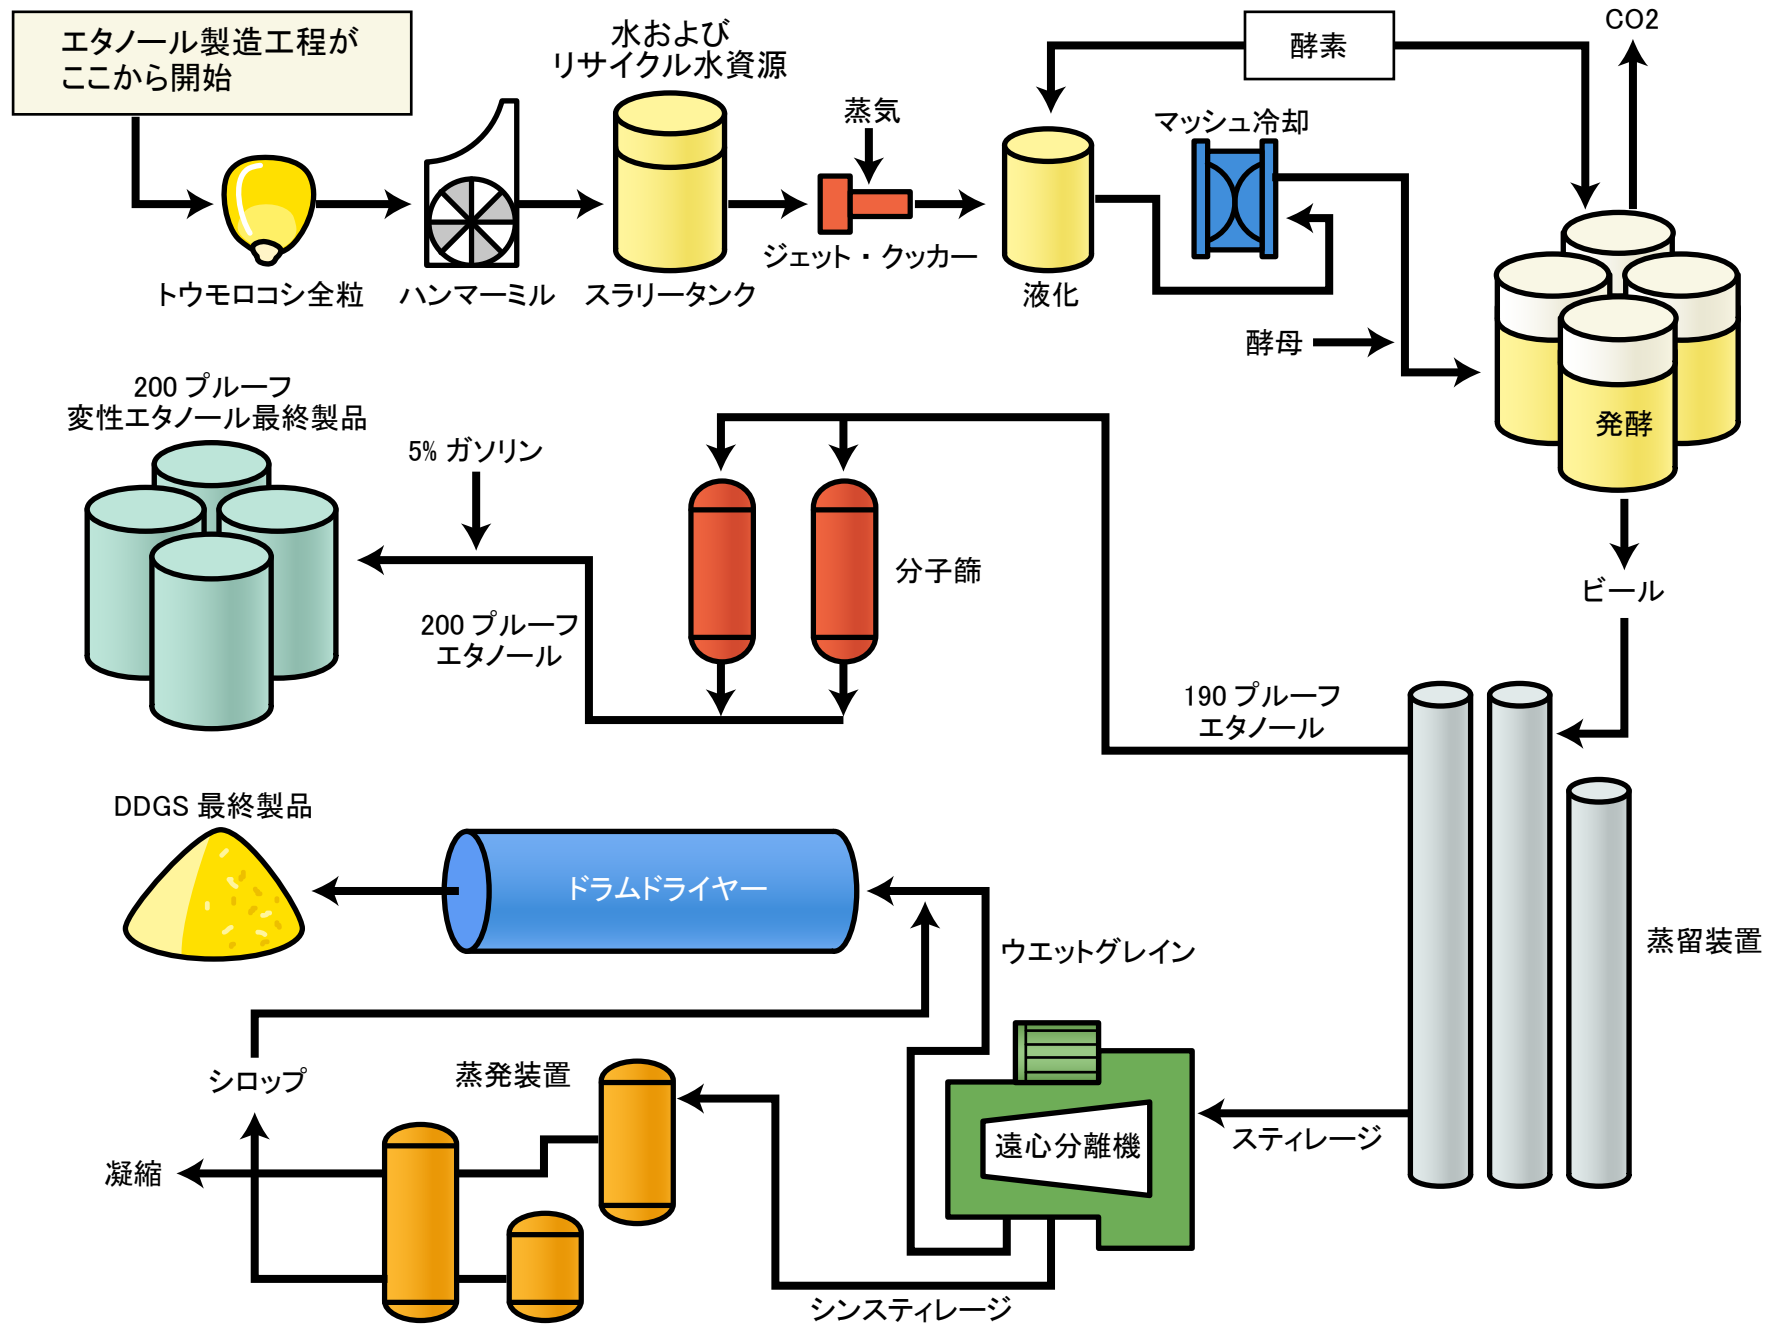 エタノール製造工程が
ここから開始
水および
リサイクル水資源
蒸気
酵素
CO2
マッシュ冷却
トウモロコシ全粒
ハンマーミル
スラリータンク
ジェット・クッカー
液化
酵母
発酵
200 プルーフ
変性エタノール最終製品
5% ガソリン
分子篩
ビール
200 プルーフ
エタノール
190 プルーフ
エタノール
DDGS 最終製品
ドラムドライヤー
ウエットグレイン
蒸留装置
シロップ
蒸発装置
遠心分離機
スティレージ
凝縮
シンスティレージ